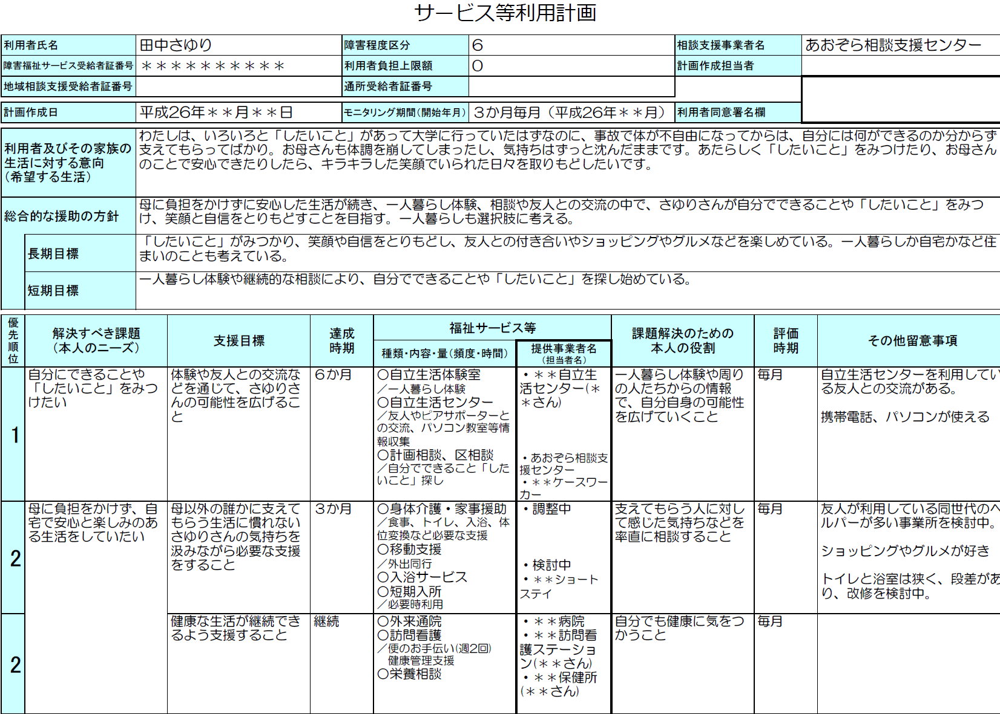 サービス等利用計画
利用者氏名 田中さゆり 障害程度区分 6 相談支援事業者名 あおぞら相談支援センター
障害福祉サービス受給者証番号 ＊＊＊＊＊＊＊＊＊＊ 利用者負担上限額 0 計画作成担当者
地域相談支援受給者証番号 通所受給者証番号
計画作成日 平成26年＊＊月＊＊日 モニタリング期間(開始年月) 3か月毎月（平成26年＊＊月） 利用者同意署名欄
利用者及びその家族の
生活に対する意向
（希望する生活）
わたしは、いろいろと「したいこと」があって大学に行っていたはずなのに、事故で体が不自由になってからは、自分には何ができるのか分からず
支えてもらってばかり。お母さんも体調を崩してしまったし、気持ちはずっと沈んだままです。あたらしく「したいこと」をみつけたり、お母さん
のことで安心できたりしたら、キラキラした笑顔でいられた日々を取りもどしたいです。
総合的な援助の方針
母に負担をかけずに安心した生活が続き、一人暮らし体験、相談や友人との交流の中で、さゆりさんが自分でできることや「したいこと」をみつ
け、笑顔と自信をとりもどすことを目指す。一人暮らしも選択肢に考える。
長期目標
「したいこと」がみつかり、笑顔や自信をとりもどし、友人との付き合いやショッピングやグルメなどを楽しめている。一人暮らしか自宅かなど住
まいのことも考えている。
短期目標
一人暮らし体験や継続的な相談により、自分でできることや「したいこと」を探し始めている。
優先順位
解決すべき課題
（本人のニーズ）
支援目標
達成
時期
福祉サービス等
種類・内容・量(頻度・時間)
提供事業者名
(担当者名)
課題解決のための
本人の役割
評価
時期
その他留意事項
1
自分にできることや
「したいこと」をみつ
けたい
体験や友人との交流な
どを通じて、さゆりさ
んの可能性を広げるこ
と
6か月
○自立生活体験室
／一人暮らし体験
○自立生活センター
／友人やピアサポーターと
の交流、パソコン教室等情
報収集
○計画相談、区相談
／自分でできること「した
いこと」探し
・＊＊自立生
活センター(＊
＊さん)
・あおぞら相談支
援センター
・＊＊ケースワー
カー
一人暮らし体験や周り
の人たちからの情報
で、自分自身の可能性
を広げていくこと
毎月
自立生活センターを利用してい
る友人との交流がある。
携帯電話、パソコンが使える
2
母に負担をかけず、自
宅で安心と楽しみのあ
る生活をしていたい
母以外の誰かに支えて
もらう生活に慣れない
さゆりさんの気持ちを
汲みながら必要な支援
をすること
3か月
○身体介護・家事援助
／食事、トイレ、入浴、体
位変換など必要な支援
○移動支援
／外出同行
○入浴サービス
○短期入所
／必要時利用
・調整中
・検討中
・＊＊ショート
ステイ
支えてもらう人に対し
て感じた気持ちなどを
率直に相談すること
毎月
友人が利用している同世代のヘ
ルパーが多い事業所を検討中。
ショッピングやグルメが好き
トイレと浴室は狭く、段差があ
り、改修を検討中。
2
健康な生活が継続でき
るよう支援すること
継続
○外来通院
○訪問看護
／便のお手伝い(週2回)
健康管理支援
○栄養相談
・＊＊病院
・＊＊訪問看
護ステーショ
ン(＊＊さん)
・＊＊保健所
(＊＊さん)
自分でも健康に気をつ
かうこと
毎月